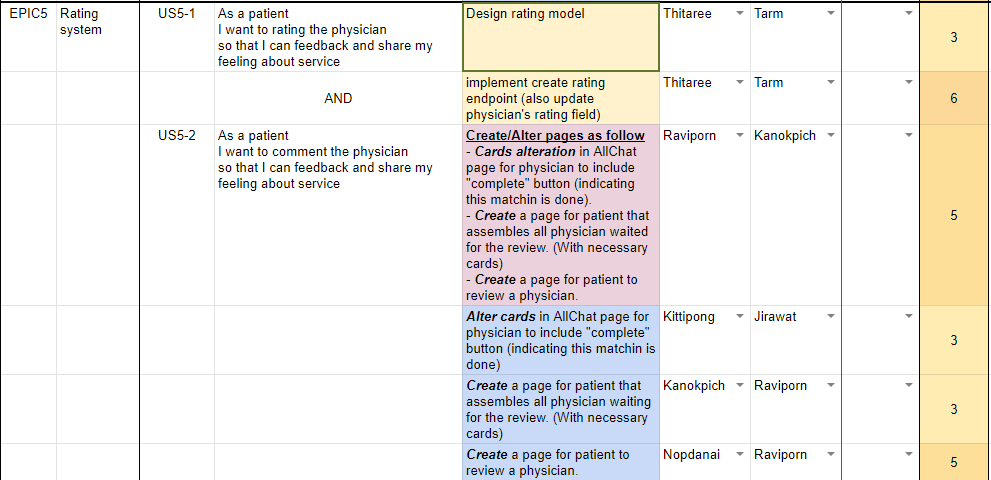 EPIC5 Rating system US5-1 As a patient Design rating model Thitaree Tarm 3
I want to rating the physician
so that I can feedback and share my
feeling about service
AND implement create rating Thitaree Tarm 6
endpoint (also update
physician's rating field)
US5-2 As a patient Create/Alter pages as follow Raviporn Kanokpich 5
I want to comment the physician
so that I can feedback and share my
feeling about service
- Cards alteration in AllChat
page for physician to include
"complete" button (indicating
this matchin is done).
- Create a page for patient that
assembles all physician waited
for the review. (With necessary
cards)
- Create a page for patient to
review a physician.
Alter cards in AllChat page for Kittipong Jirawat 3
physician to include "complete"
button (indicating this matchin is
done)
Create a page for patient that Kanokpich Raviporn 3
assembles all physician waiting
for the review. (With necessary
cards)
Create a page for patient to Nopdanai Raviporn 5
review a physician.